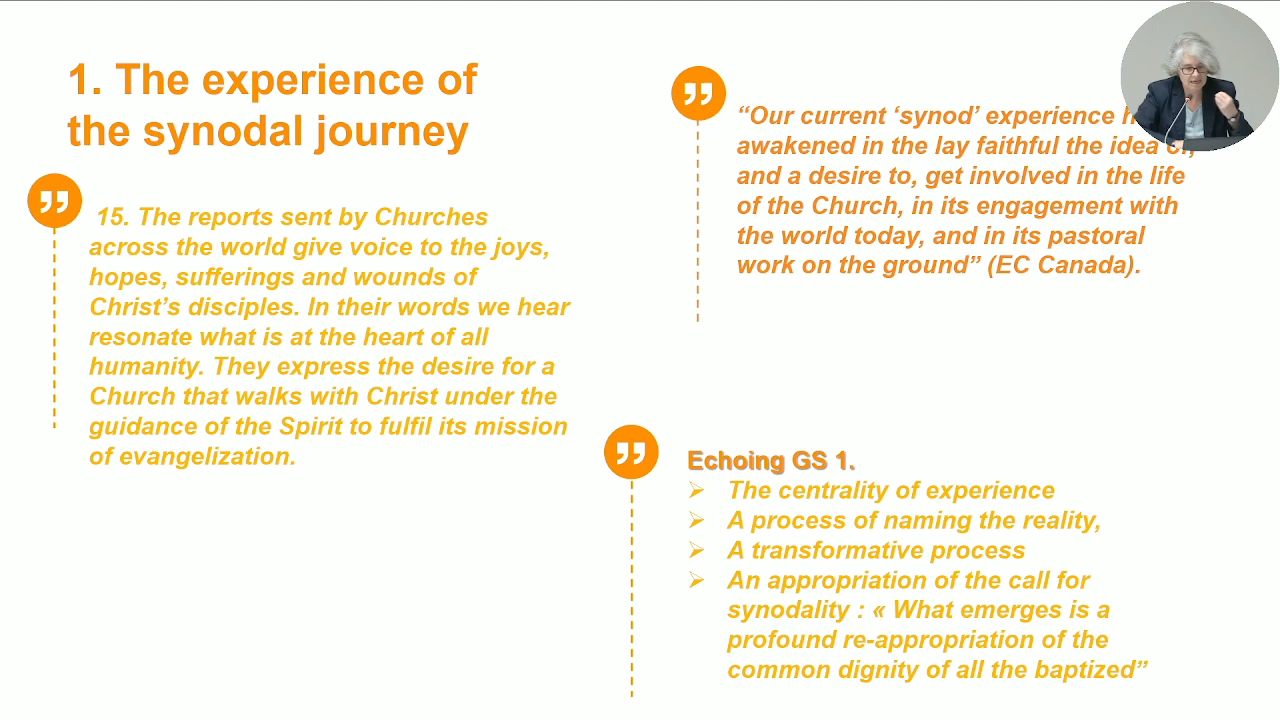 1. The experience of
the synodal journey
15. The reports sent by Churches
across the world give voice to the joys,
hopes, sufferings and wounds of
Christ’s disciples. In their words we hear
resonate what is at the heart of all
humanity. They express the desire for a
Church that walks with Christ under the
guidance of the Spirit to fulfil its mission
of evangelization.
“Our current ‘synod’ experience
awakened in the lay faithful the idea of,
and a desire to, get involved in the life
of the Church, in its engagement with
the world today, and in its pastoral
work on the ground” (EC Canada).
Echoing GS 1.
The centrality of experience
A process of naming the reality,
A transformative process
An appropriation of the call for
synodality : « What emerges is a
profound re-appropriation of the
common dignity of all the baptized”